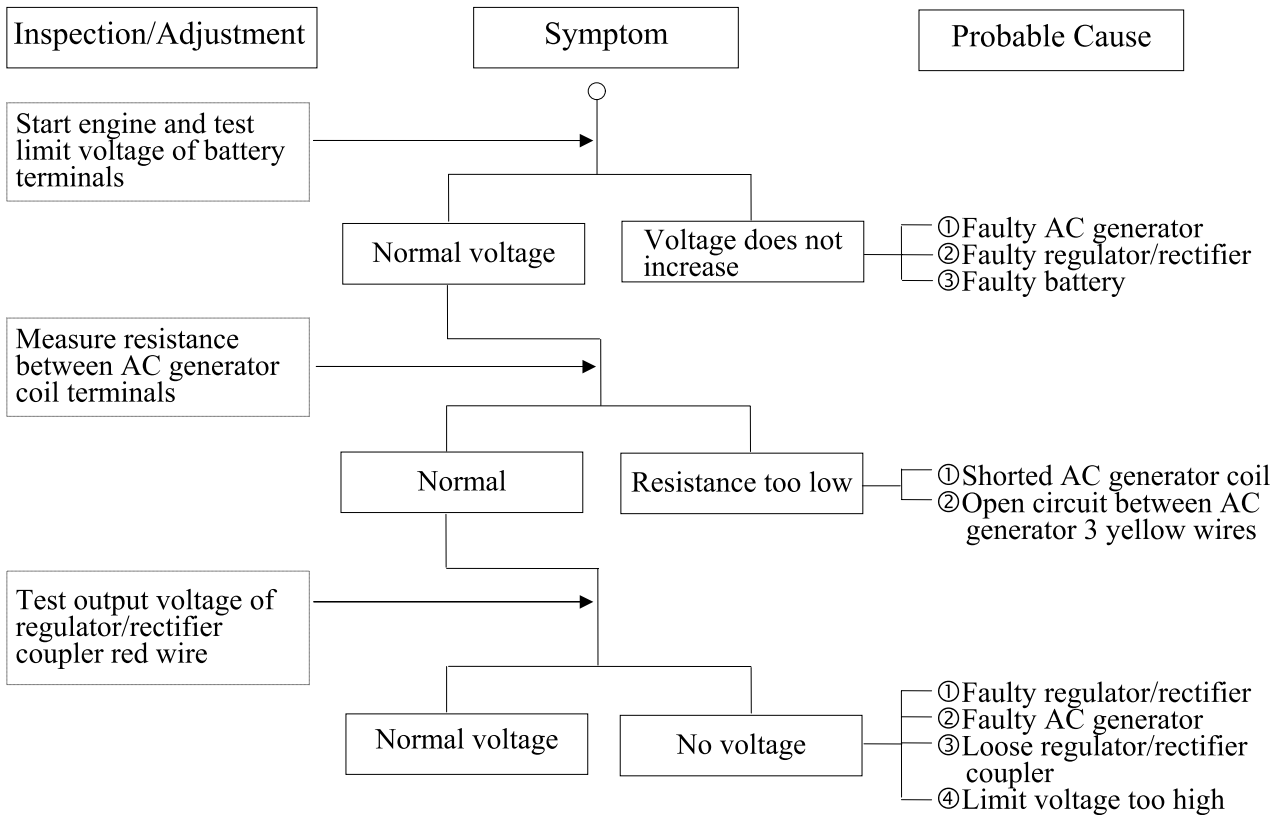 Inspection/Adjustment
Symptom
Probable Cause
Start engine and test
limit voltage of battery
terminals
Normal voltage
Voltage does not
increase
①Faulty AC generator
②Faulty regulator/rectifier
③Faulty battery
Measure resistance
between AC generator
coil terminals
Normal
Resistance too low
①Shorted AC generator coil
②Open circuit between AC
generator 3 yellow wires
Test output voltage of
regulator/rectifier
coupler red wire
Normal voltage
No voltage
①Faulty regulator/rectifier
②Faulty AC generator
③Loose regulator/rectifier
coupler
④Limit voltage too high